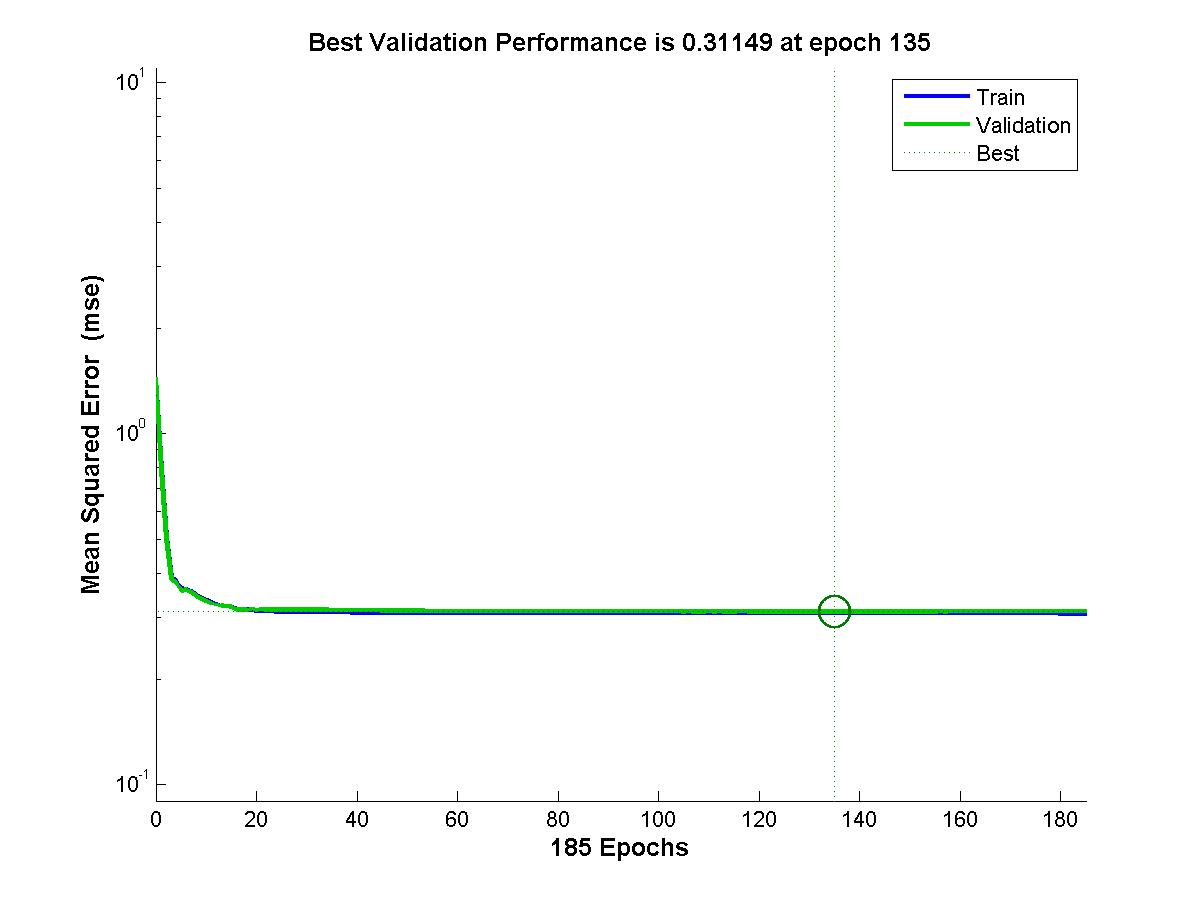 Best Validation Performance is 0.31149 at epoch 135
10^1
10^0
10^-1
Mean Squared Error (mse)
Train
Validation
Best
0 20 40 60 80 100 120 140 160 180
185 Epochs